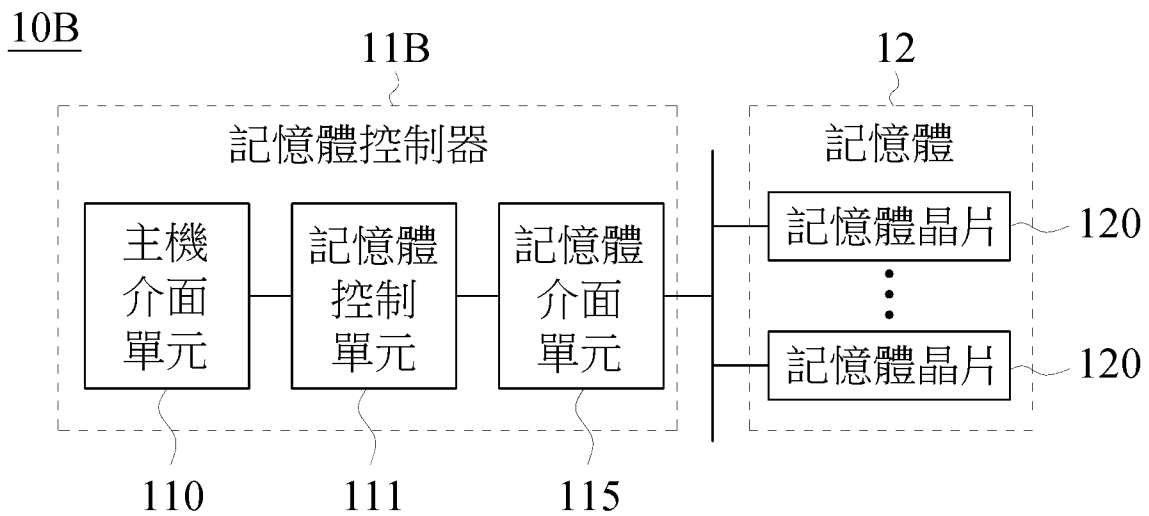 10B
11B
12
記憶體控制器
記憶體
主機
介面
單元
記憶體
控制
單元
記憶體
介面
單元
記憶體晶片
120
記憶體晶片
120
110
111
115